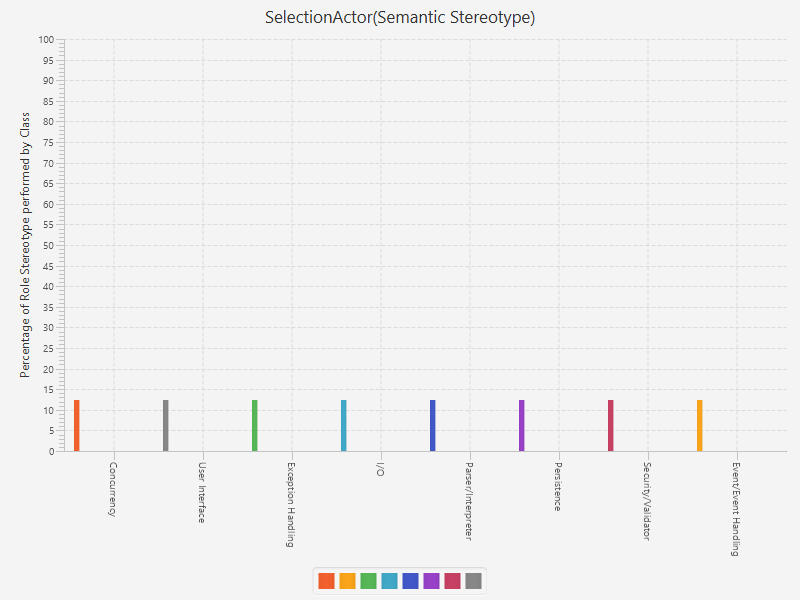 SelectionActor(Semantic Stereotype)
Percentage of Role Stereotype performed by Class
100
95
90
85
80
75
70
65
60
55
50
45
40
35
30
25
20
15
10
5
0
Concurrency
User Interface
Exception Handling
I/O
Parser/Interpreter
Persistence
Security/Validator
Event/Event Handling